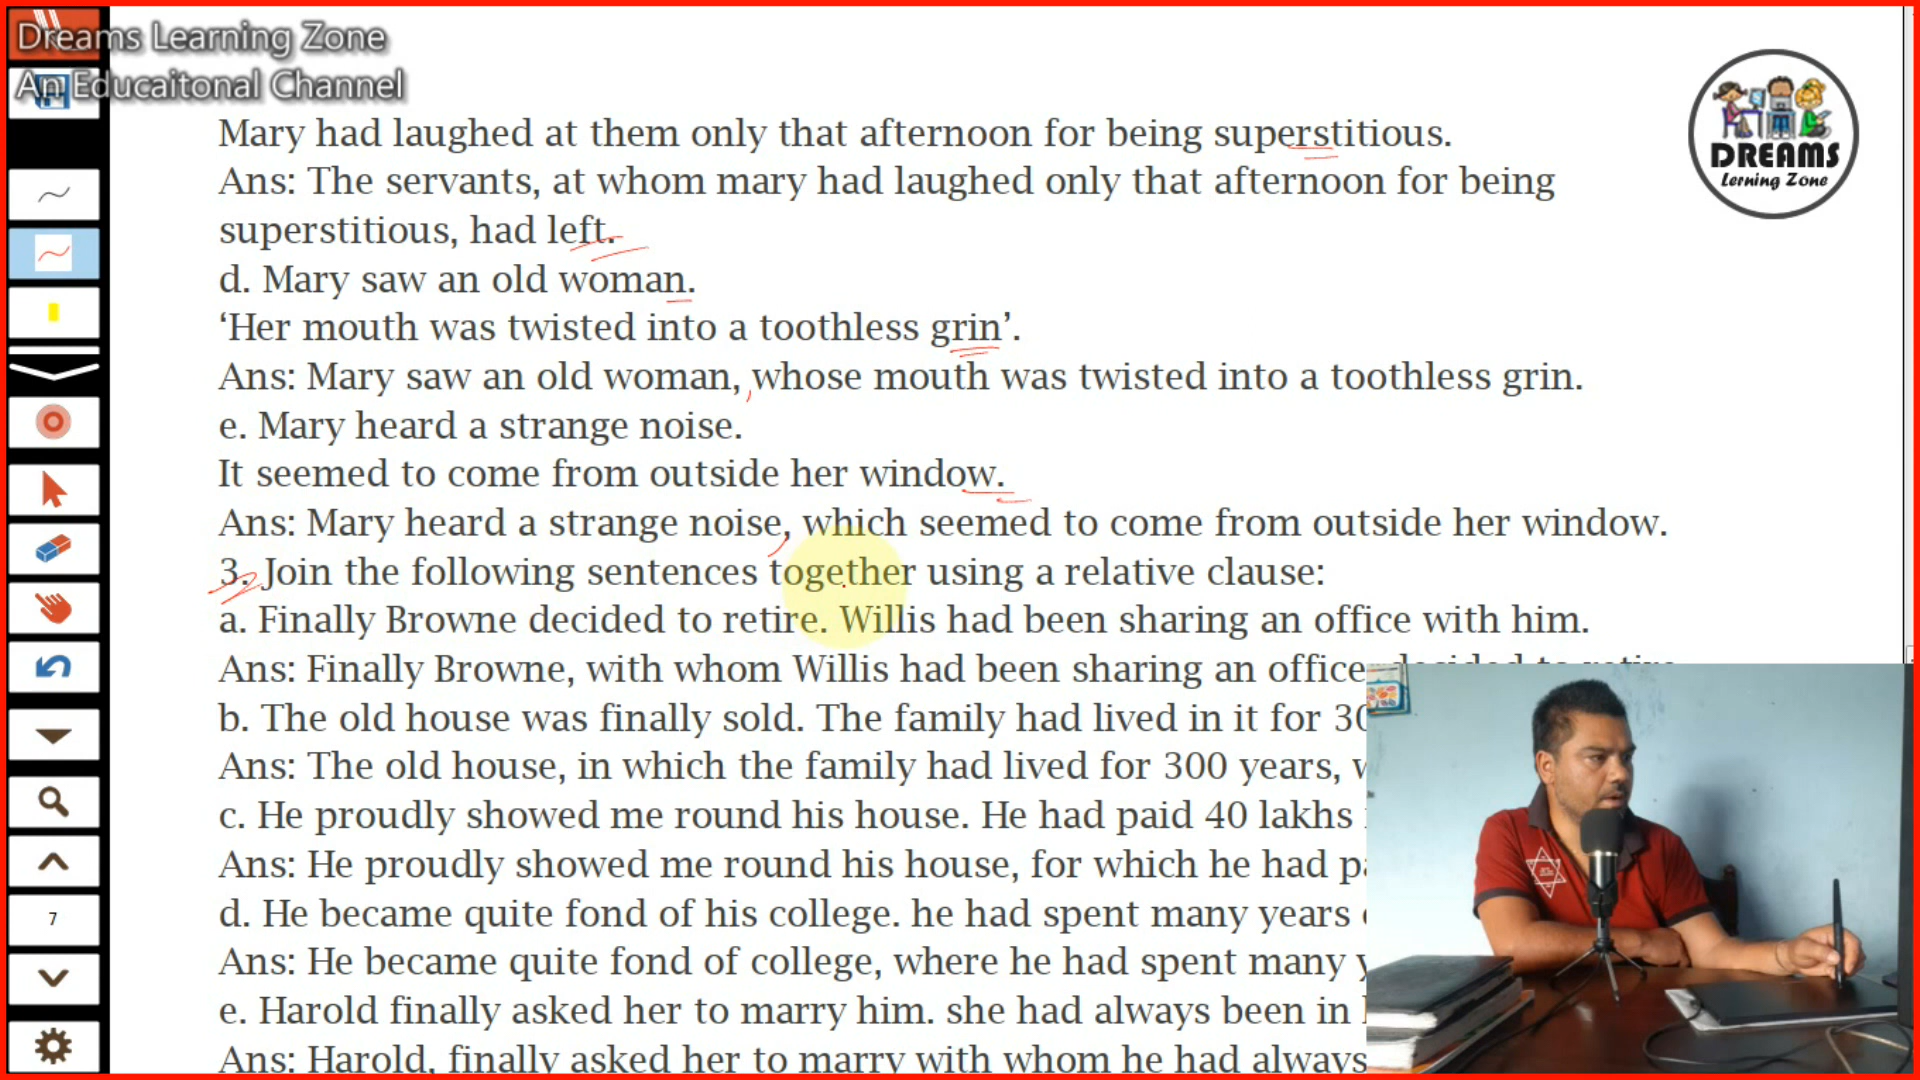 Dreams Learning Zone
An Educaitonal Channel
DREAMS
Lerning Zone
Mary had laughed at them only that afternoon for being superstitious.
Ans: The servants, at whom mary had laughed only that afternoon for being
superstitious, had left.
d. Mary saw an old woman.
‘Her mouth was twisted into a toothless grin’.
Ans: Mary saw an old woman, whose mouth was twisted into a toothless grin.
e. Mary heard a strange noise.
It seemed to come from outside her window.
Ans: Mary heard a strange noise, which seemed to come from outside her window.
3. Join the following sentences together using a relative clause:
a. Finally Browne decided to retire. Willis had been sharing an office with him.
Ans: Finally Browne, with whom Willis had been sharing an office, decided to retire
b. The old house was finally sold. The family had lived in it for
Ans: The old house, in which the family had lived for 300 years,
c. He proudly showed me round his house. He had paid 40 lakhs
Ans: He proudly showed me round his house, for which he had
d. He became quite fond of his college. he had spent many years
7
Ans: He became quite fond of college, where he had spent many
e. Harold finally asked her to marry him. she had always been in
Ans: Harold, finally asked her to marry with whom he had always